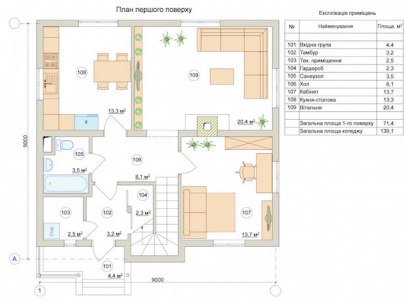 План першого поверху
Експлікація приміщень
№ Найменування Площа, м²
101 Вхідна група 4,4
102 Тамбур 3,2
103 Тех. приміщення 2,5
104 Гардероб 2,3
105 Санвузол 3,5
106 Хол 8,1
107 Кабінет 13,7
108 Кухня-столова 13,3
109 Вітальня 20,4
Загальна площа 1-го поверху 71,4
Загальна площа котеджу 139,1
108
109
13,3 м²
20,4 м²
9000
105
106
3,5 м²
8,1 м²
104
103
102
2,3 м²
107
2,5 м²
3,2 м²
13,7 м²
А
101
4,4 м²
1
9000